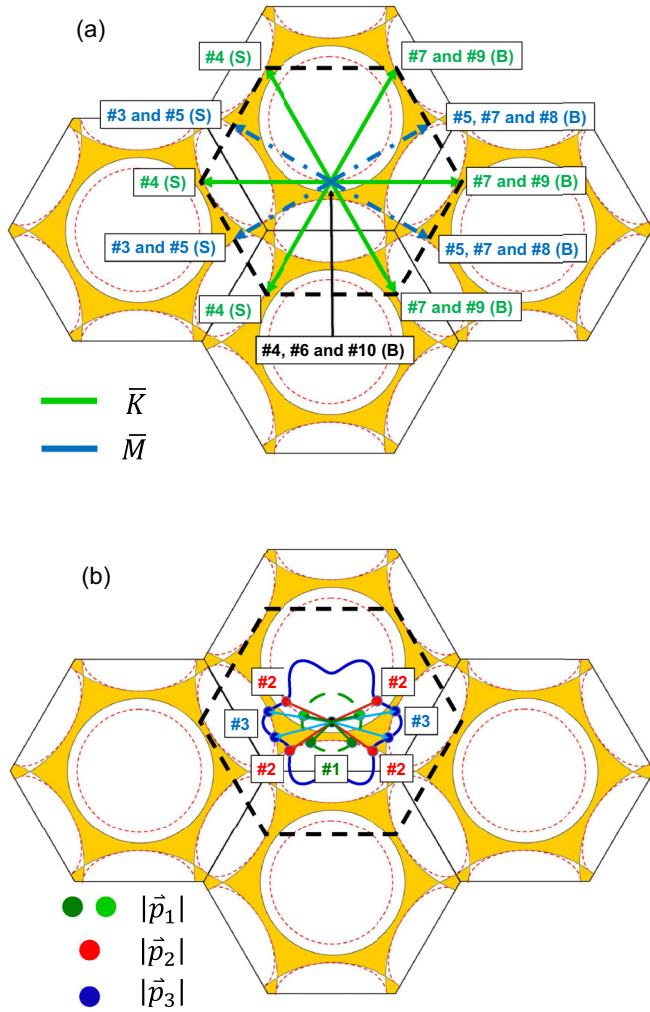 (a)
#4 (S)
#7 and #9 (B)
#3 and #5 (S)
#5, #7 and #8 (B)
#4 (S)
#7 and #9 (B)
#3 and #5 (S)
#5, #7 and #8 (B)
#4 (S)
#7 and #9 (B)
#4, #6 and #10 (B)
K̅
M̅
(b)
#2
#2
#3
#3
#2
#1
#2
|p⃗₁|
|p⃗₂|
|p⃗₃|